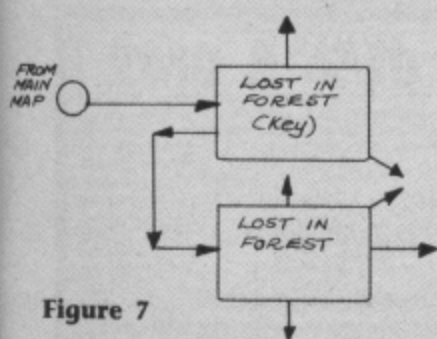 FROM
MAIN
MAP
LOST IN
FOREST
(Key)
LOST IN
FOREST
Figure 7